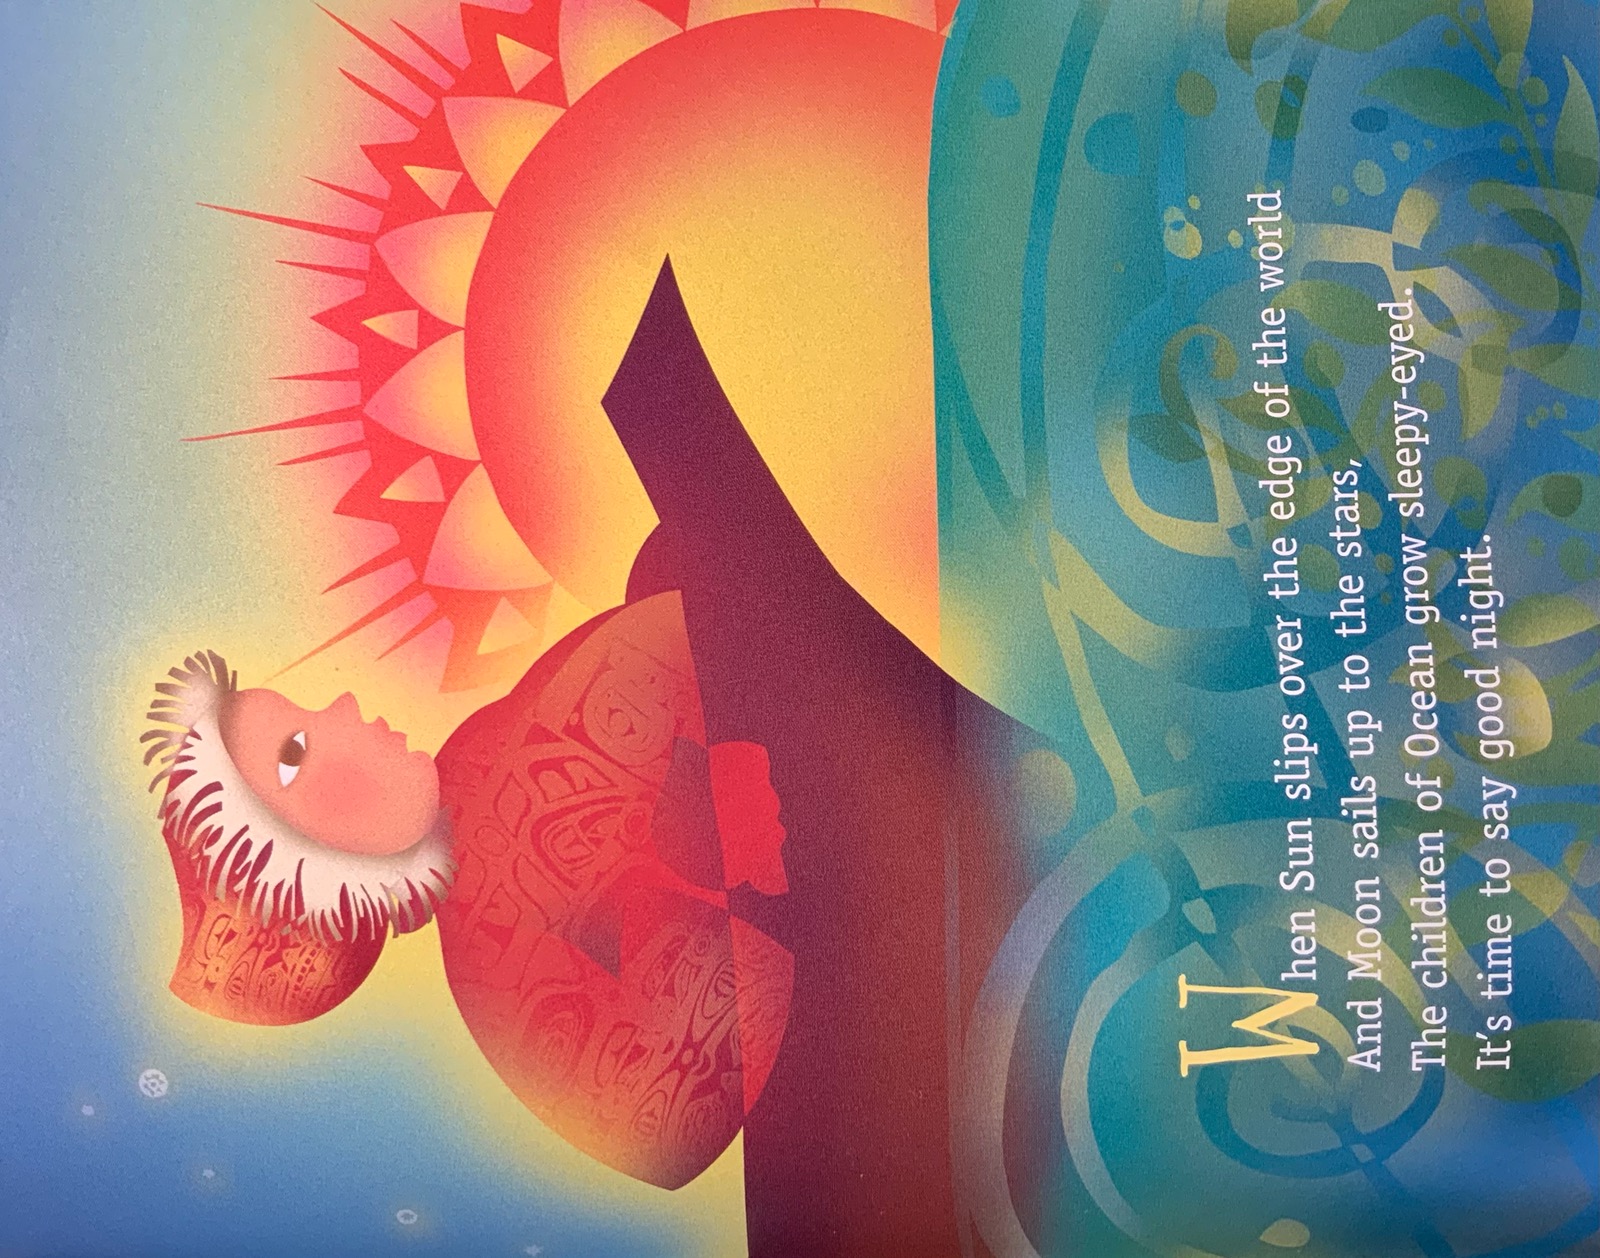 When Sun slips over the edge of the world
And Moon sails up to the stars,
The children of Ocean grow sleepy-eyed.
It's time to say good night.